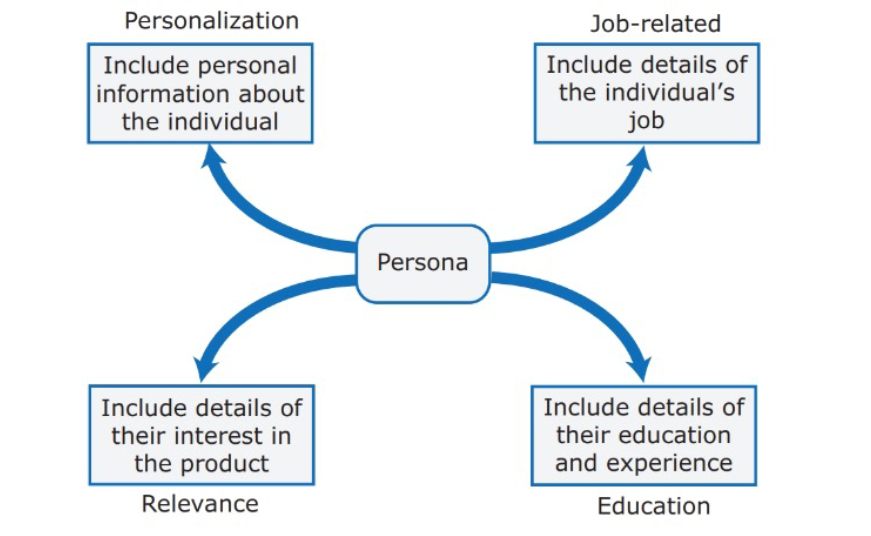 Personalization
Include personal
information about
the individual
Job-related
Include details of
the individual's
job
Persona
Include details of
their interest in
the product
Relevance
Include details of
their education
and experience
Education